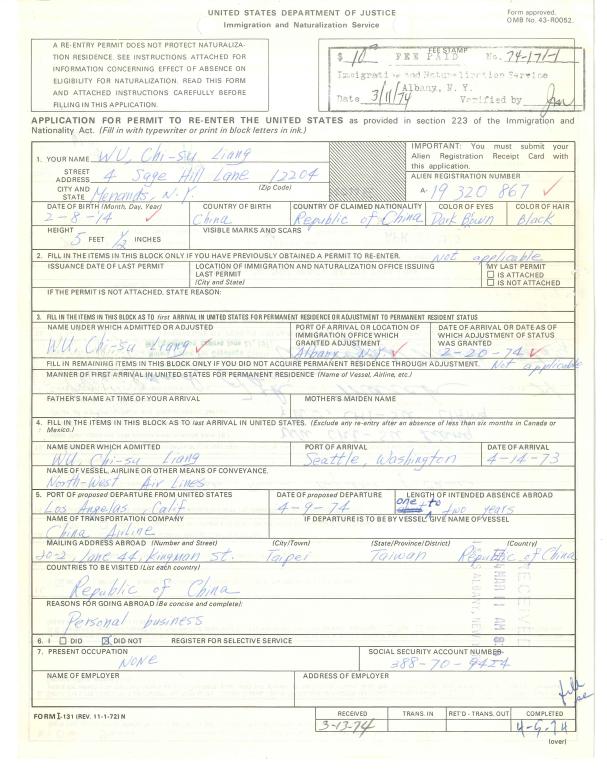 UNITED STATES DEPARTMENT OF JUSTICE
Immigration and Naturalization Service
Form approved.
OMB No. 43-R0052.
A RE-ENTRY PERMIT DOES NOT PROTECT NATURALIZA-
TION RESIDENCE. SEE INSTRUCTIONS ATTACHED FOR
INFORMATION CONCERNING EFFECT OF ABSENCE ON
ELIGIBILITY FOR NATURALIZATION. READ THIS FORM
AND ATTACHED INSTRUCTIONS CAREFULLY BEFORE
FILLING IN THIS APPLICATION.
FEE STAMP
$ 10 FEE PAID No. 74-171-1
Immigration and Naturalization Service
Albany, N. Y.
Date 3/11/74 Verified by
APPLICATION FOR PERMIT TO RE-ENTER THE UNITED STATES as provided in section 223 of the Immigration and
Nationality Act. (Fill in with typewriter or print in block letters in ink.)
1. YOUR NAME WU, Chi-su Liang
STREET ADDRESS 4 Sage Hill Lane 12204
CITY AND STATE Menands, N.Y. (Zip Code)
IMPORTANT: You must submit your
Alien Registration Receipt Card with
this application.
ALIEN REGISTRATION NUMBER
A- 19 320 867
DATE OF BIRTH (Month, Day, Year) COUNTRY OF BIRTH COUNTRY OF CLAIMED NATIONALITY COLOR OF EYES COLOR OF HAIR
2-8-14 China Republic of China Dark Brown Black
HEIGHT VISIBLE MARKS AND SCARS
5 FEET 1/2 INCHES
2. FILL IN THE ITEMS IN THIS BLOCK ONLY IF YOU HAVE PREVIOUSLY OBTAINED A PERMIT TO RE-ENTER. Not applicable
ISSUANCE DATE OF LAST PERMIT LOCATION OF IMMIGRATION AND NATURALIZATION OFFICE ISSUING MY LAST PERMIT
LAST PERMIT IS ATTACHED
(City and State) IS NOT ATTACHED
IF THE PERMIT IS NOT ATTACHED, STATE REASON:
3. FILL IN THE ITEMS IN THIS BLOCK AS TO first ARRIVAL IN UNITED STATES FOR PERMANENT RESIDENCE OR ADJUSTMENT TO PERMANENT RESIDENT STATUS
NAME UNDER WHICH ADMITTED OR ADJUSTED
WU, Chi-su Liang
PORT OF ARRIVAL OR LOCATION OF
IMMIGRATION OFFICE WHICH
GRANTED ADJUSTMENT
Albany, N.Y.
DATE OF ARRIVAL OR DATE AS OF
WHICH ADJUSTMENT OF STATUS
WAS GRANTED
2-20-74
FILL IN REMAINING ITEMS IN THIS BLOCK ONLY IF YOU DID NOT ACQUIRE PERMANENT RESIDENCE THROUGH ADJUSTMENT. Not applicable
MANNER OF FIRST ARRIVAL IN UNITED STATES FOR PERMANENT RESIDENCE (Name of Vessel, Airline, etc.)
FATHER'S NAME AT TIME OF YOUR ARRIVAL MOTHER'S MAIDEN NAME
4. FILL IN THE ITEMS IN THIS BLOCK AS TO last ARRIVAL IN UNITED STATES. (Exclude any re-entry after an absence of less than six months in Canada or
Mexico.)
NAME UNDER WHICH ADMITTED PORT OF ARRIVAL DATE OF ARRIVAL
WU, Chi-su Liang Seattle, Washington 4-14-73
NAME OF VESSEL, AIRLINE OR OTHER MEANS OF CONVEYANCE.
North-West Air Lines
5. PORT OF proposed DEPARTURE FROM UNITED STATES DATE OF proposed DEPARTURE LENGTH OF INTENDED ABSENCE ABROAD
Los Angelas, Calif 4-9-74 one to two years
NAME OF TRANSPORTATION COMPANY IF DEPARTURE IS TO BE BY VESSEL, GIVE NAME OF VESSEL
China Airline
MAILING ADDRESS ABROAD (Number and Street) (City/Town) (State/Province/District) (Country)
20-2, Lane 44, Kingman St. Taipei Taiwan Republic of China
COUNTRIES TO BE VISITED (List each country)
Republic of China
REASONS FOR GOING ABROAD (Be concise and complete):
Personal business
RECEIVED
6. I DID DID NOT REGISTER FOR SELECTIVE SERVICE
7. PRESENT OCCUPATION SOCIAL SECURITY ACCOUNT NUMBER
NONE
NAME OF EMPLOYER ADDRESS OF EMPLOYER
FORM I-131 (REV. 11-1-72) N
RECEIVED TRANS. IN RET'D - TRANS. OUT COMPLETED
3-13-74 4-5-74
(over)